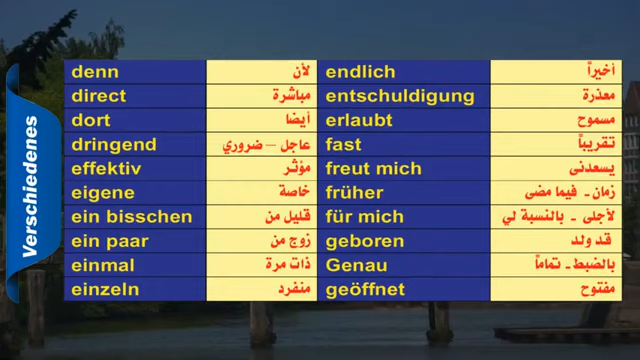 Verschiedenes
denn لأن endlich أخيراً
direct مباشرة entschuldigung معذرة
dort أيضا erlaubt مسموح
dringend عاجل - ضروري fast تقريباً
effektiv مؤثر freut mich يسعدنى
eigene خاصة früher زمان - فيما مضى
ein bisschen قليل من für mich لأجلى - بالنسبة لي
ein paar زوج من geboren قد ولد
einmal ذات مرة Genau بالضبط - تماماً
einzeln منفرد geöffnet مفتوح